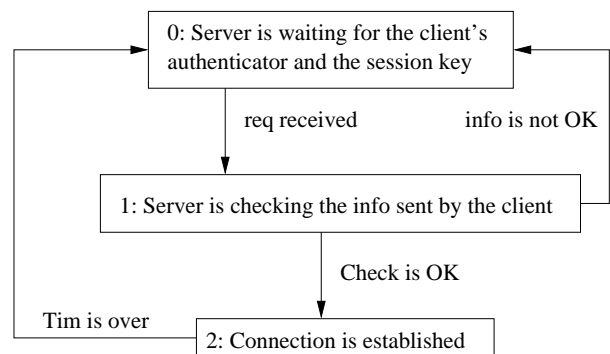 0: Server is waiting for the client's
authenticator and the session key
req received
info is not OK
1: Server is checking the info sent by the client
Check is OK
Tim is over
2: Connection is established